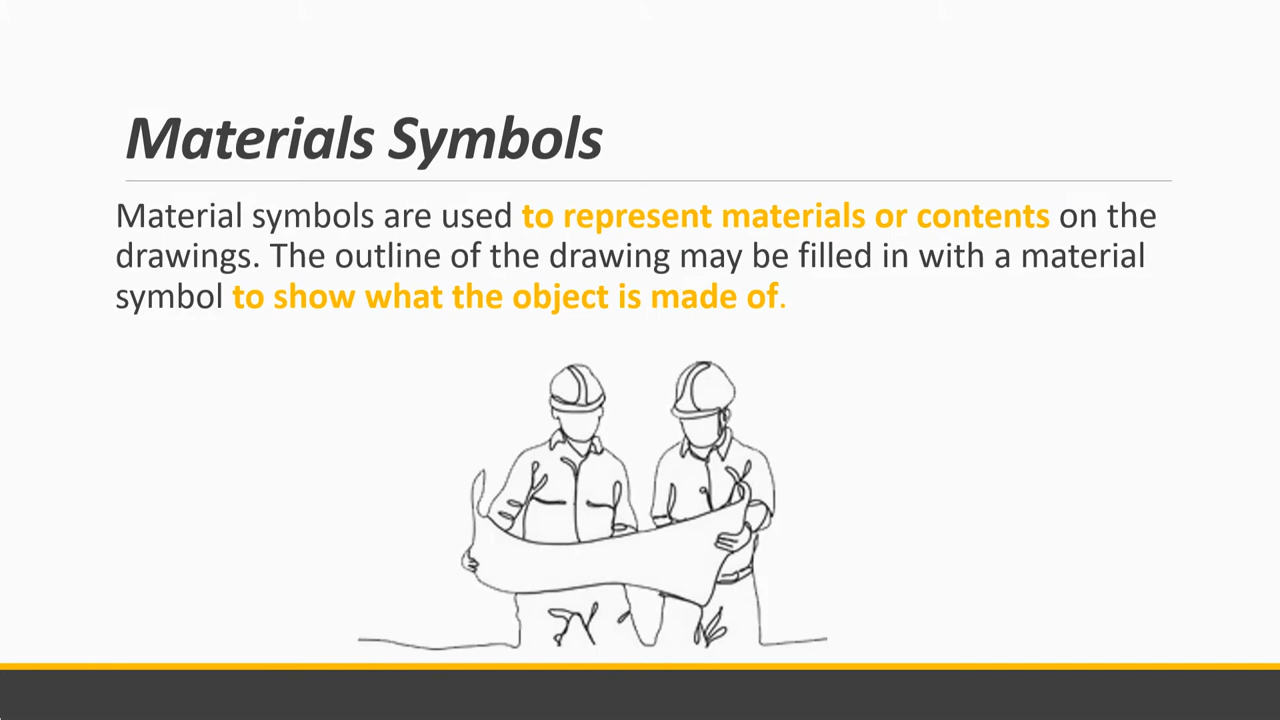 Materials Symbols
Material symbols are used to represent materials or contents on the
drawings. The outline of the drawing may be filled in with a material
symbol to show what the object is made of.